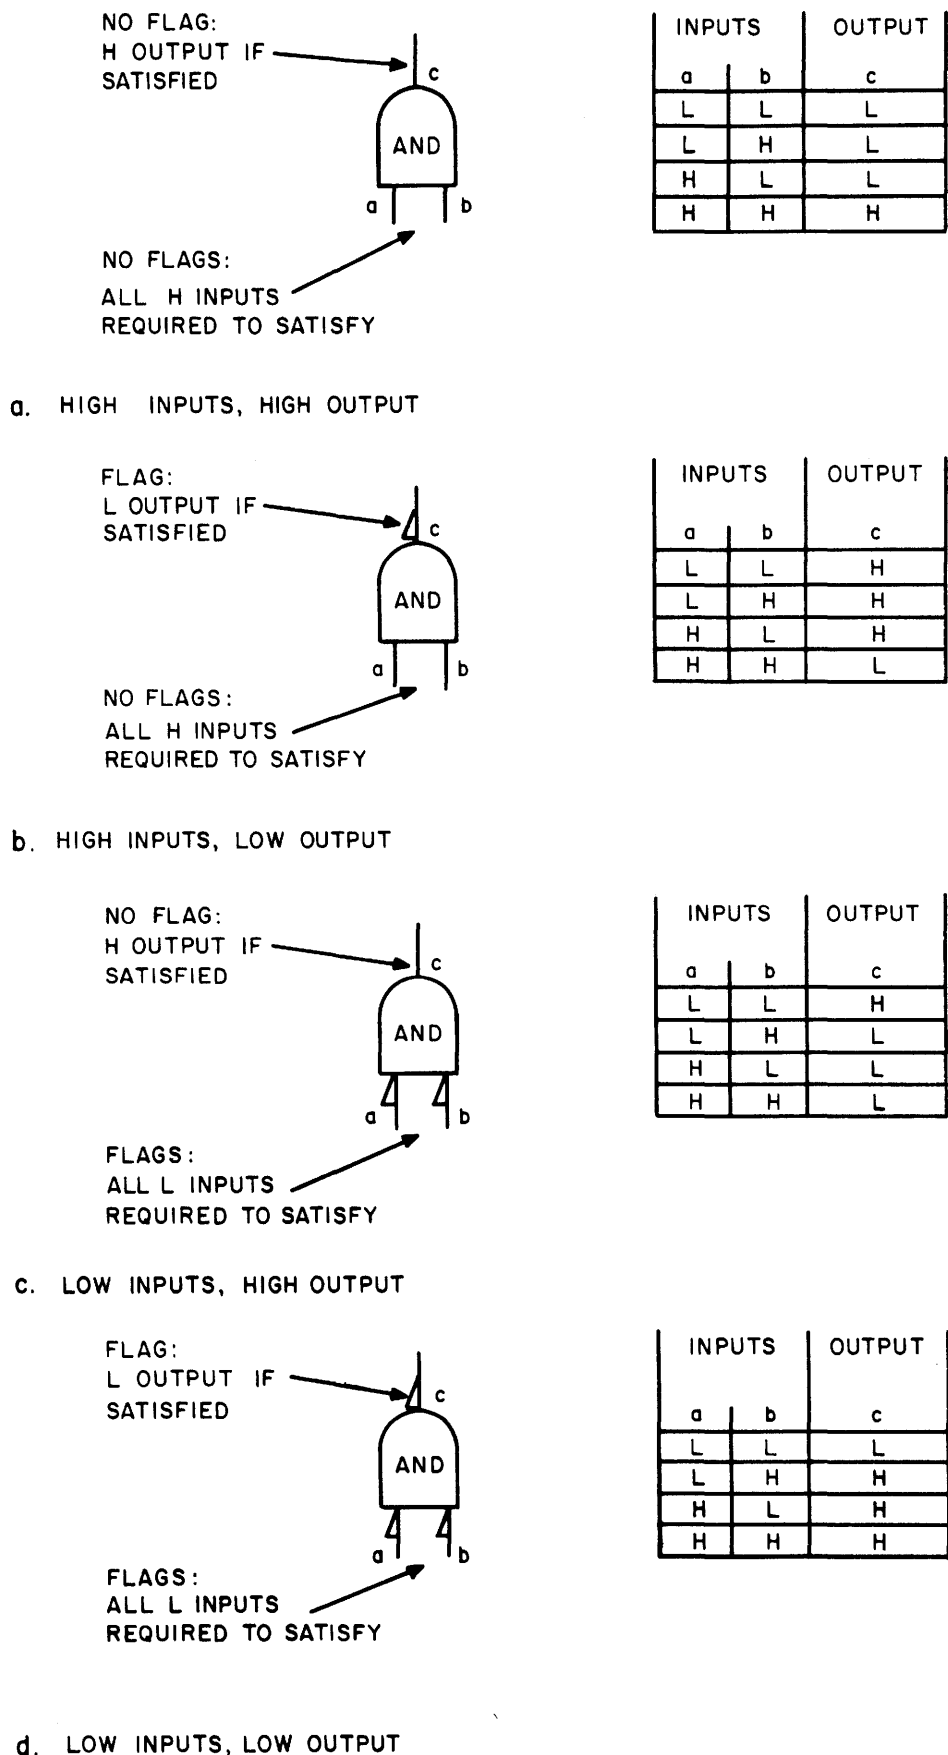 NO FLAG:
H OUTPUT IF
SATISFIED
c
AND
a b
NO FLAGS:
ALL H INPUTS
REQUIRED TO SATISFY
INPUTS OUTPUT
a b c
L L L
L H L
H L L
H H H
a. HIGH INPUTS, HIGH OUTPUT
FLAG:
L OUTPUT IF
SATISFIED
c
AND
a b
NO FLAGS:
ALL H INPUTS
REQUIRED TO SATISFY
INPUTS OUTPUT
a b c
L L H
L H H
H L H
H H L
b. HIGH INPUTS, LOW OUTPUT
NO FLAG:
H OUTPUT IF
SATISFIED
c
AND
a b
FLAGS:
ALL L INPUTS
REQUIRED TO SATISFY
INPUTS OUTPUT
a b c
L L H
L H L
H L L
H H L
c. LOW INPUTS, HIGH OUTPUT
FLAG:
L OUTPUT IF
SATISFIED
c
AND
a b
FLAGS:
ALL L INPUTS
REQUIRED TO SATISFY
INPUTS OUTPUT
a b c
L L L
L H H
H L H
H H H
d. LOW INPUTS, LOW OUTPUT